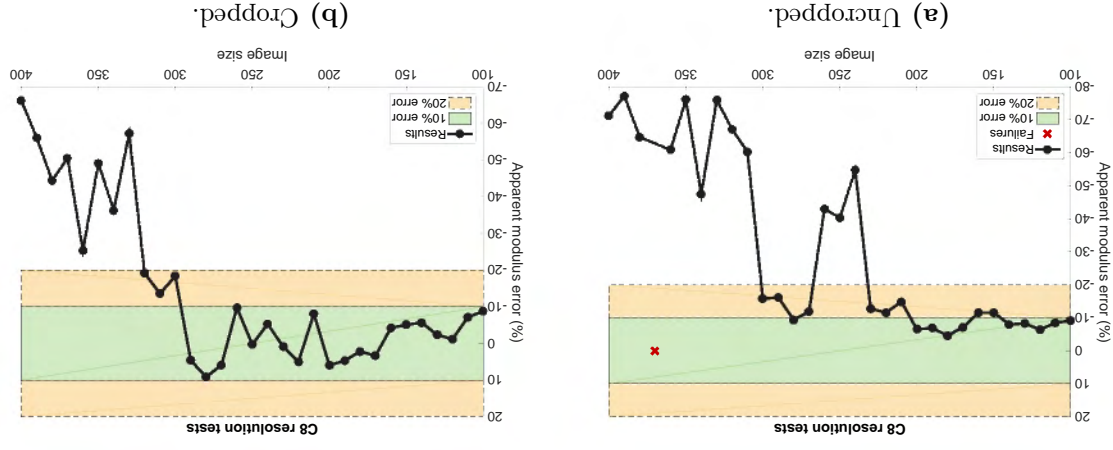 C8 resolution tests
20
10
0
-10
-20
-30
-40
-50
-60
-70
-80
Apparent modulus error (%)
Results
Failures
10% error
20% error
100 150 200 250 300 350 400
Image size
(a) Uncropped.
C8 resolution tests
20
10
0
-10
-20
-30
-40
-50
-60
-70
Apparent modulus error (%)
Results
10% error
20% error
100 150 200 250 300 350 400
Image size
(b) Cropped.